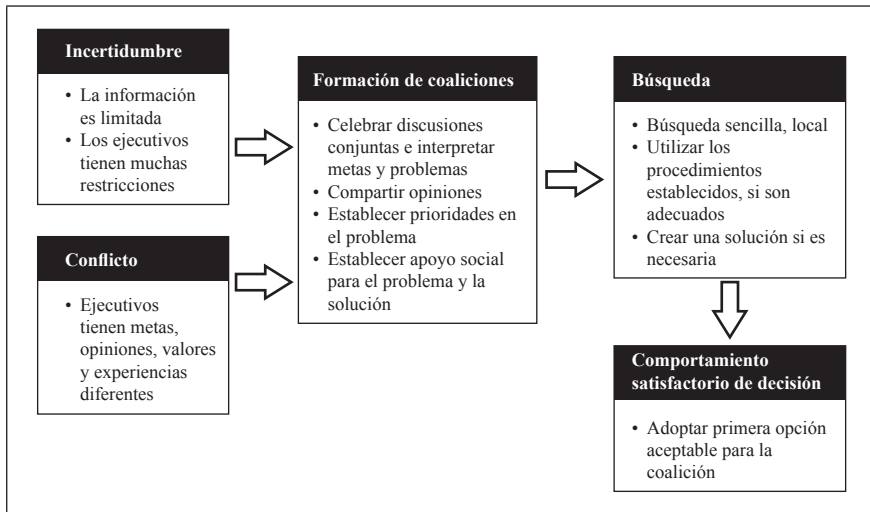 Incertidumbre
• La información
es limitada
• Los ejecutivos
tienen muchas
restricciones
Conflicto
• Ejecutivos
tienen metas,
opiniones, valores
y experiencias
diferentes
Formación de coaliciones
• Celebrar discusiones
conjuntas e interpretar
metas y problemas
• Compartir opiniones
• Establecer prioridades en
el problema
• Establecer apoyo social
para el problema y la
solución
Búsqueda
• Búsqueda sencilla, local
• Utilizar los
procedimientos
establecidos, si son
adecuados
• Crear una solución si es
necesaria
Comportamiento
satisfactorio de decisión
• Adoptar primera opción
aceptable para la
coalición